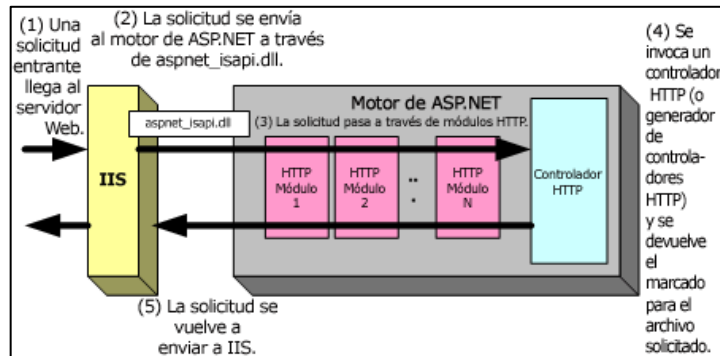 (1) Una
solicitud
entrante
llega al
servidor
Web.
(2) La solicitud se envía
al motor de ASP.NET a través
de aspnet_isapi.dll.
IIS
aspnet_isapi.dll
Motor de ASP.NET
(3) La solicitud pasa a través de módulos HTTP.
HTTP
Módulo
1
HTTP
Módulo
2
HTTP
Módulo
N
Controlador
HTTP
(4) Se
invoca un
controlador
HTTP (o
generador
de
controla-
dores
HTTP)
y se
devuelve
el
marcado
para el
archivo
solicitado.
(5) La solicitud se
vuelve a
enviar a IIS.